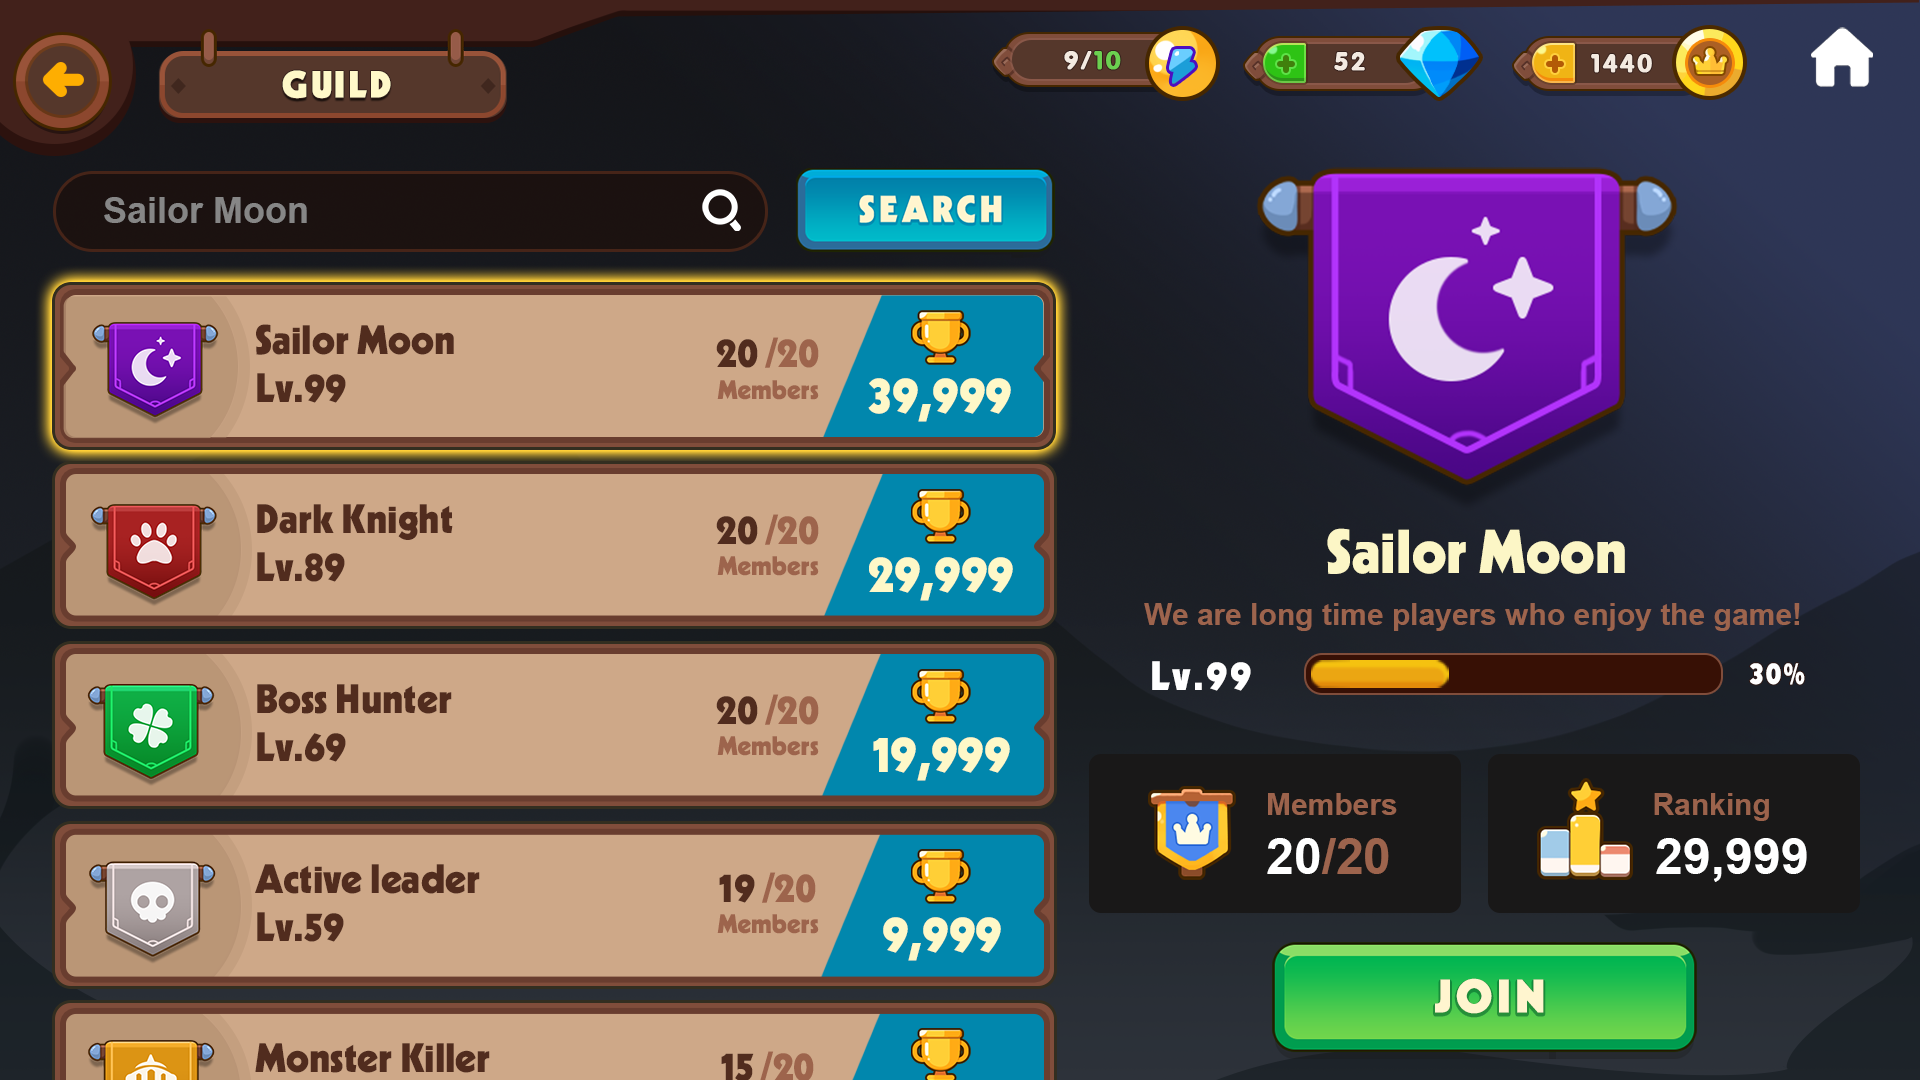 GUILD
9/10
52
1440
Sailor Moon
SEARCH
Sailor Moon
Lv.99
20 /20
Members
39,999
Dark Knight
Lv.89
20 /20
Members
29,999
Boss Hunter
Lv.69
20 /20
Members
19,999
Active leader
Lv.59
19 /20
Members
9,999
Monster Killer
15 /20
Sailor Moon
We are long time players who enjoy the game!
Lv.99
30%
Members
20/20
Ranking
29,999
JOIN